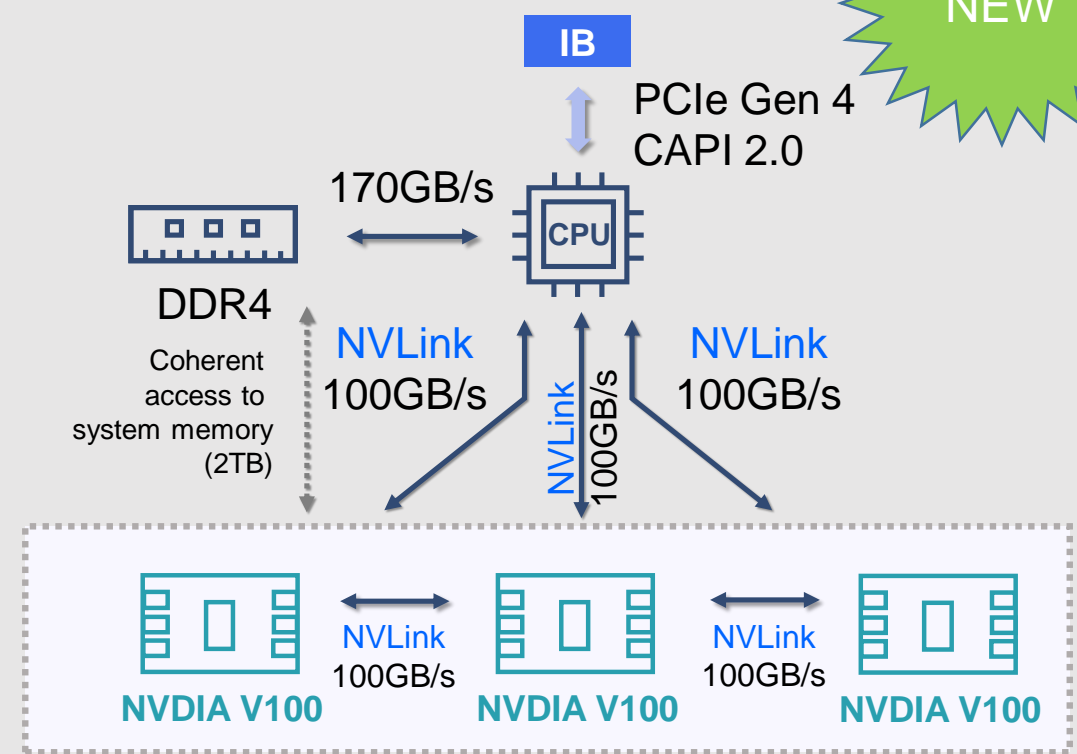 NEW
IB
PCIe Gen 4
CAPI 2.0
170GB/s
CPU
DDR4
Coherent
access to
system memory
(2TB)
NVLink
100GB/s
NVLink
100GB/s
NVLink
100GB/s
NVLink
100GB/s
NVLink
100GB/s
NVDIA V100
NVDIA V100
NVDIA V100